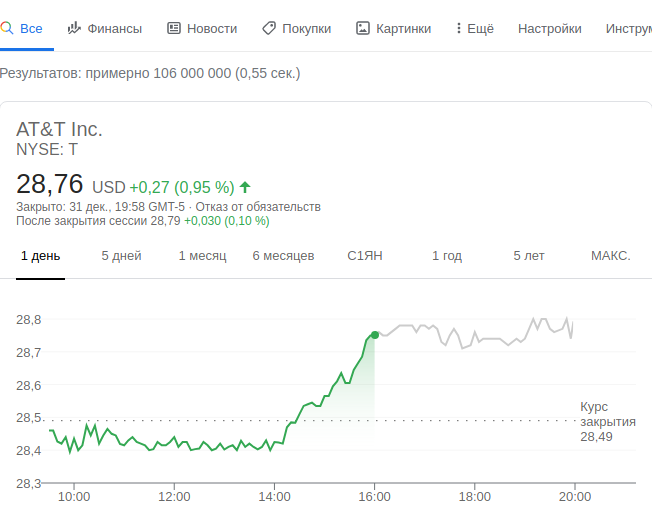 Все Финансы Новости Покупки Картинки Ещё Настройки Инструм
Результатов: примерно 106 000 000 (0,55 сек.)
AT&T Inc.
NYSE: T
28,76 USD +0,27 (0,95 %)
Закрыто: 31 дек., 19:58 GMT-5 · Отказ от обязательств
После закрытия сессии 28,79 +0,030 (0,10 %)
1 день 5 дней 1 месяц 6 месяцев С1ЯН 1 год 5 лет МАКС.
28,8
28,7
28,6
28,5
28,4
28,3
Курс
закрытия
28,49
10:00 12:00 14:00 16:00 18:00 20:00